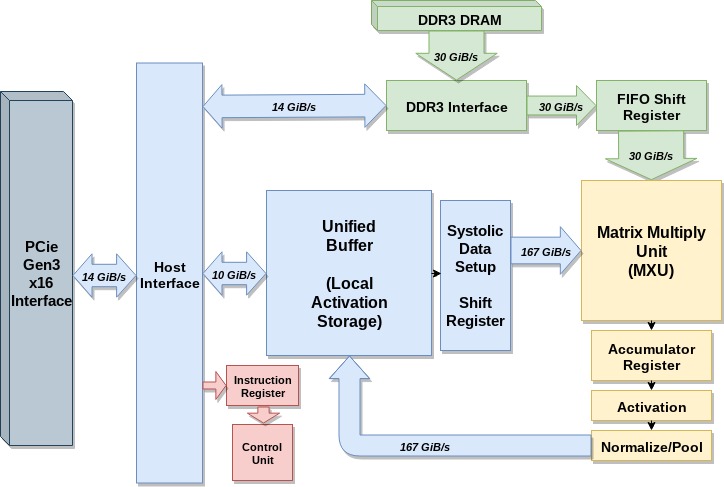 DDR3 DRAM
30 GiB/s
14 GiB/s
DDR3 Interface
30 GiB/s
FIFO Shift
Register
30 GiB/s
PCie
Gen3
x16
Interface
14 GiB/s
Host
Interface
10 GiB/s
Unified
Buffer
(Local
Activation
Storage)
Systolic
Data
Setup
Shift
Register
167 GiB/s
Matrix Multiply
Unit
(MXU)
Accumulator
Register
Activation
Normalize/Pool
167 GiB/s
Instruction
Register
Control
Unit